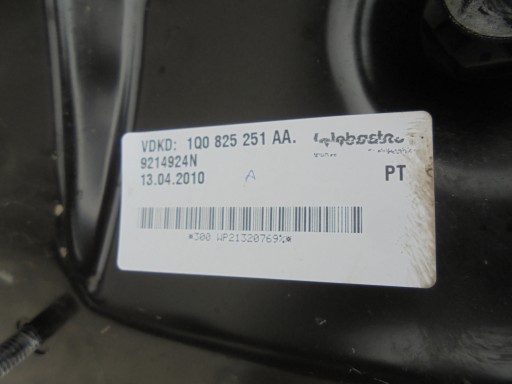 VDKD: 1Q0 825 251 AA.
9214924N
13.04.2010 A PT
*300 WP21320769%*